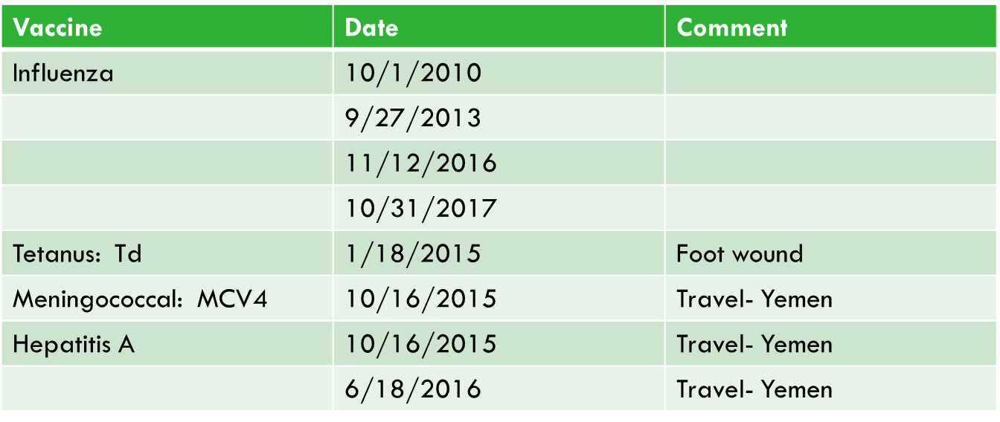 Vaccine Date Comment
Influenza 10/1/2010
9/27/2013
11/12/2016
10/31/2017
Tetanus: Td 1/18/2015 Foot wound
Meningococcal: MCV4 10/16/2015 Travel- Yemen
Hepatitis A 10/16/2015 Travel- Yemen
6/18/2016 Travel- Yemen